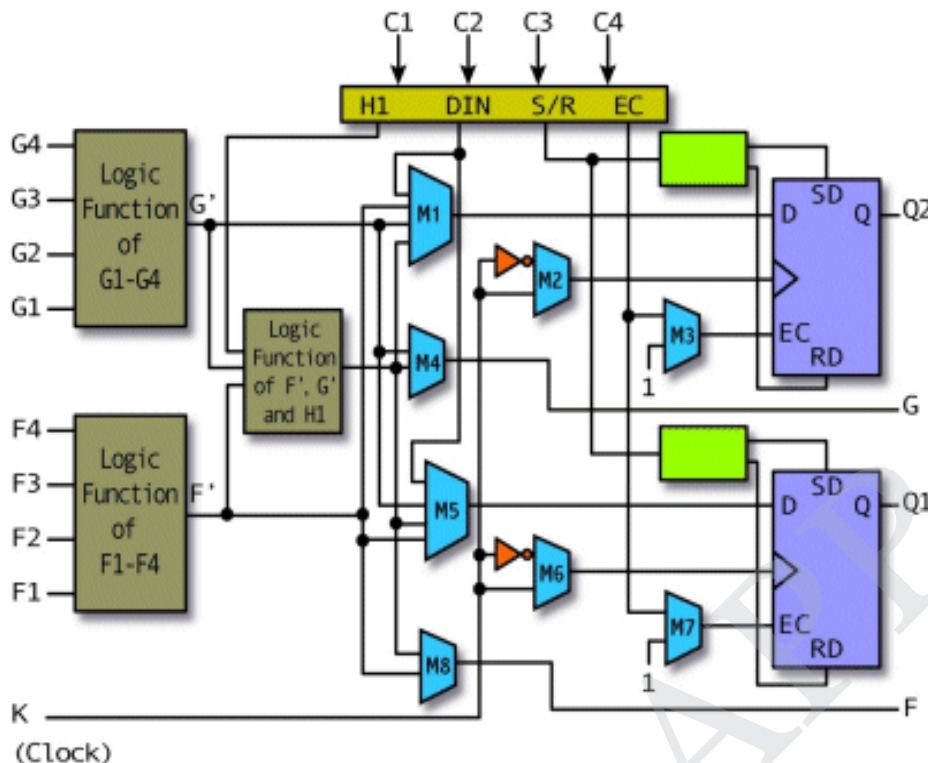 C1 C2 C3 C4
H1 DIN S/R EC
G4
G3
G2
G1
Logic
Function
of
G1-G4
G'
M1
M2
M3
1
SD
D Q
EC
RD
Q2
Logic
Function
of F', G'
and H1
M4
G
F4
F3
F2
F1
Logic
Function
of
F1-F4
F'
M5
M6
M7
1
SD
D Q
EC
RD
Q1
M8
F
K
(Clock)
APP